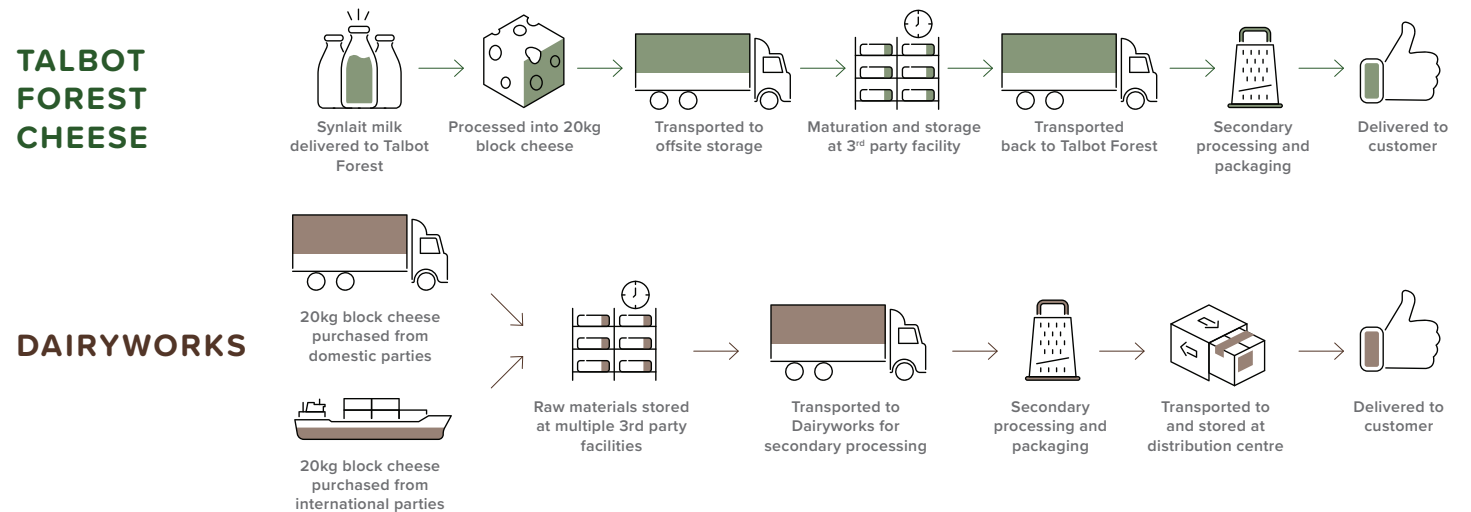 TALBOT
FOREST
CHEESE
Synlait milk
delivered to Talbot
Forest
Processed into 20kg
block cheese
Transported to
offsite storage
Maturation and storage
at 3rd party facility
Transported
back to Talbot Forest
Secondary
processing and
packaging
Delivered to
customer
DAIRYWORKS
20kg block cheese
purchased from
domestic parties
20kg block cheese
purchased from
international parties
Raw materials stored
at multiple 3rd party
facilities
Transported to
Dairyworks for
secondary processing
Secondary
processing and
packaging
Transported to
and stored at
distribution centre
Delivered to
customer